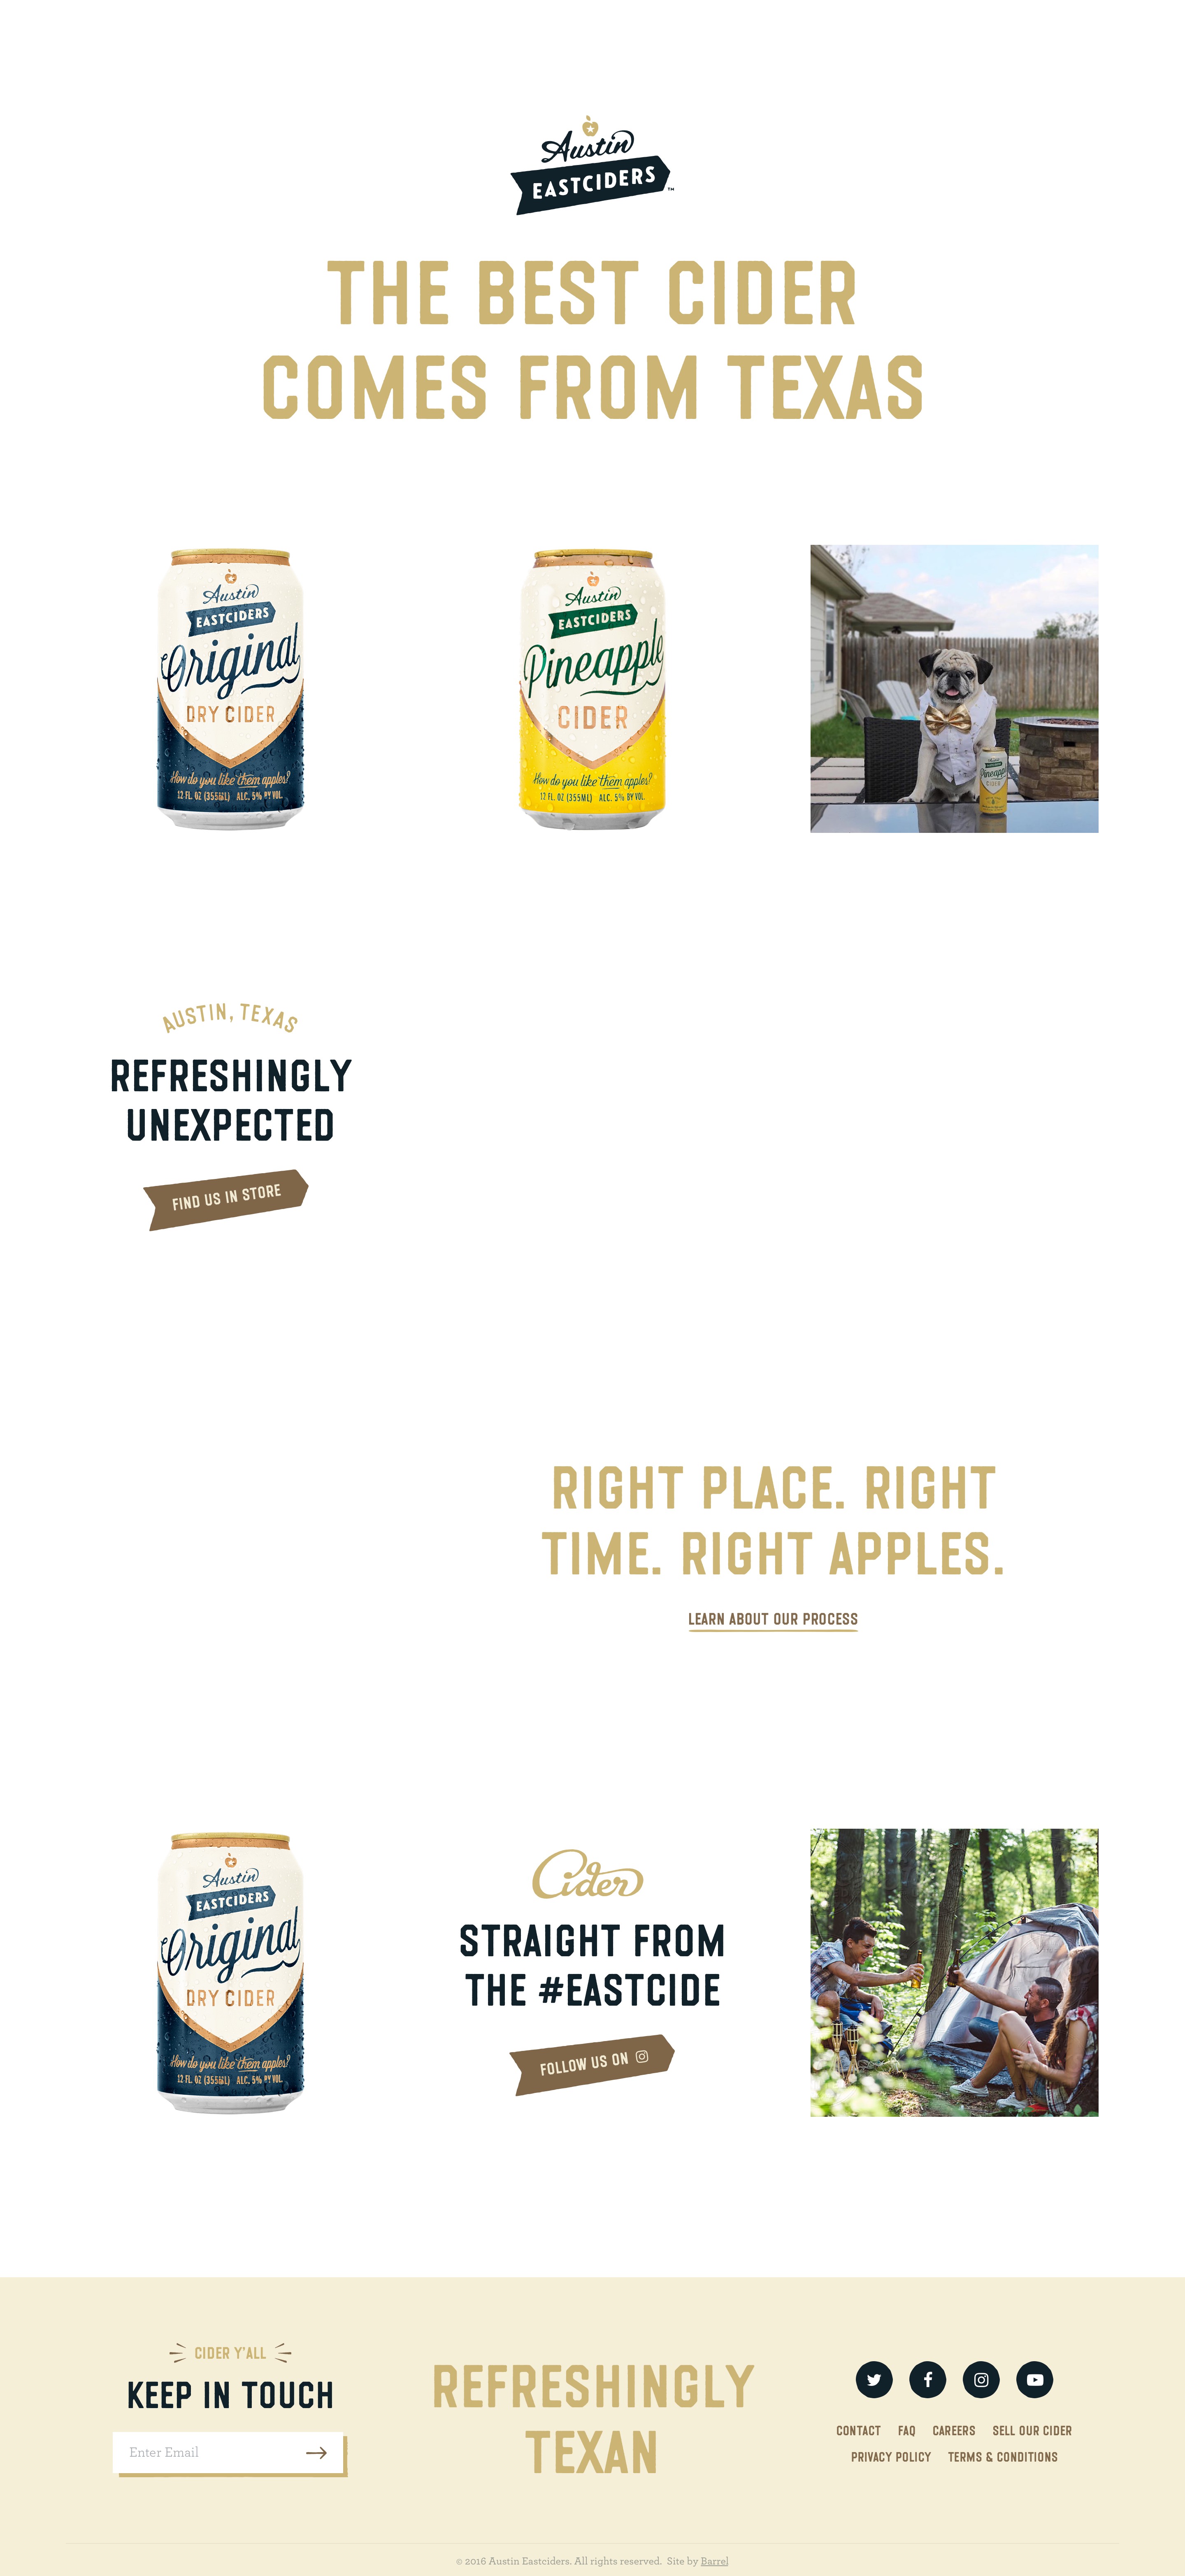 Austin
EASTCIDERS™
THE BEST CIDER
COMES FROM TEXAS
Austin
EASTCIDERS
Original
DRY CIDER
How do you like them apples?
12 FL. OZ (355ML) ALC. 5% BY VOL.
Austin
EASTCIDERS
Pineapple
CIDER
How do you like them apples?
12 FL. OZ (355ML) ALC. 5% BY VOL.
Pineapple
CIDER
AUSTIN, TEXAS
REFRESHINGLY
UNEXPECTED
FIND US IN STORE
RIGHT PLACE. RIGHT
TIME. RIGHT APPLES.
LEARN ABOUT OUR PROCESS
Austin
EASTCIDERS
Original
DRY CIDER
How do you like them apples?
12 FL. OZ (355ML) ALC. 5% BY VOL.
Cider
STRAIGHT FROM
THE #EASTCIDE
FOLLOW US ON
CIDER Y'ALL
KEEP IN TOUCH
Enter Email
REFRESHINGLY
TEXAN
CONTACT FAQ CAREERS SELL OUR CIDER
PRIVACY POLICY TERMS & CONDITIONS
© 2016 Austin Eastciders. All rights reserved. Site by Barrel